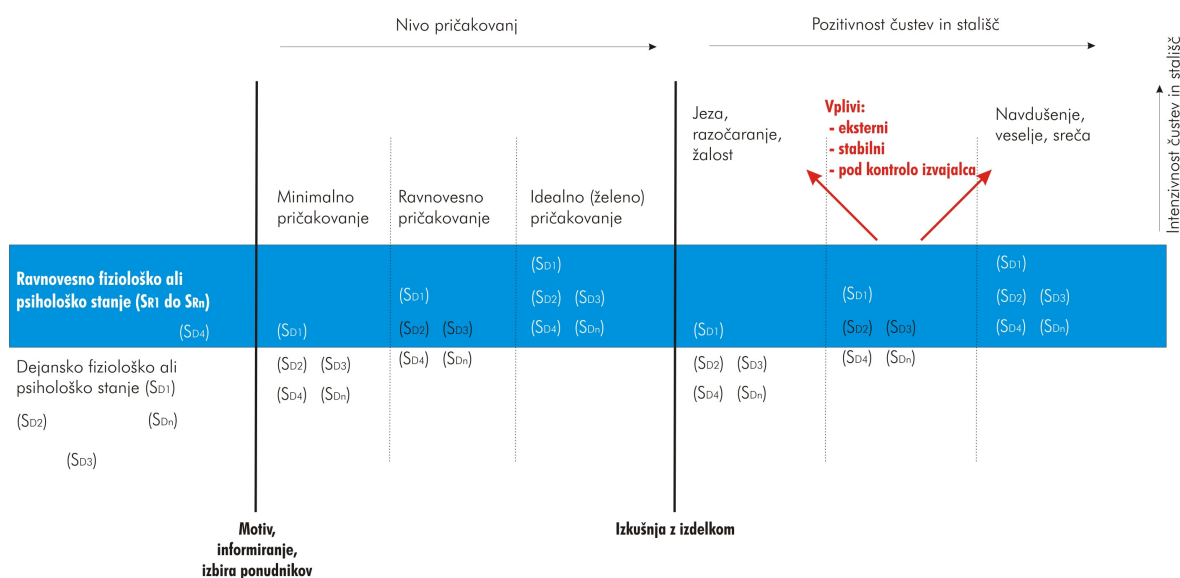 Nivo pričakovanj
Pozitivnost čustev in stališč
Intenzivnost čustev in stališč
Jeza,
razočaranje,
žalost
Vplivi:
- eksterni
- stabilni
- pod kontrolo izvajalca
Navdušenje,
veselje, sreča
Minimalno
pričakovanje
Ravnovesno
pričakovanje
Idealno (želeno)
pričakovanje
Ravnovesno fiziološko ali
psihološko stanje (SR1 do SRn)
(SD4)
Dejansko fiziološko ali
psihološko stanje (SD1)
(SD2) (SDn)
(SD3)
(SD1)
(SD2) (SD3)
(SD4) (SDn)
(SD1)
(SD2) (SD3)
(SD4) (SDn)
(SD1)
(SD2) (SD3)
(SD4) (SDn)
(SD1)
(SD2) (SD3)
(SD4) (SDn)
(SD1)
(SD2) (SD3)
(SD4) (SDn)
(SD1)
(SD2) (SD3)
(SD4) (SDn)
Motiv,
informiranje,
izbira ponudnikov
Izkušnja z izdelkom